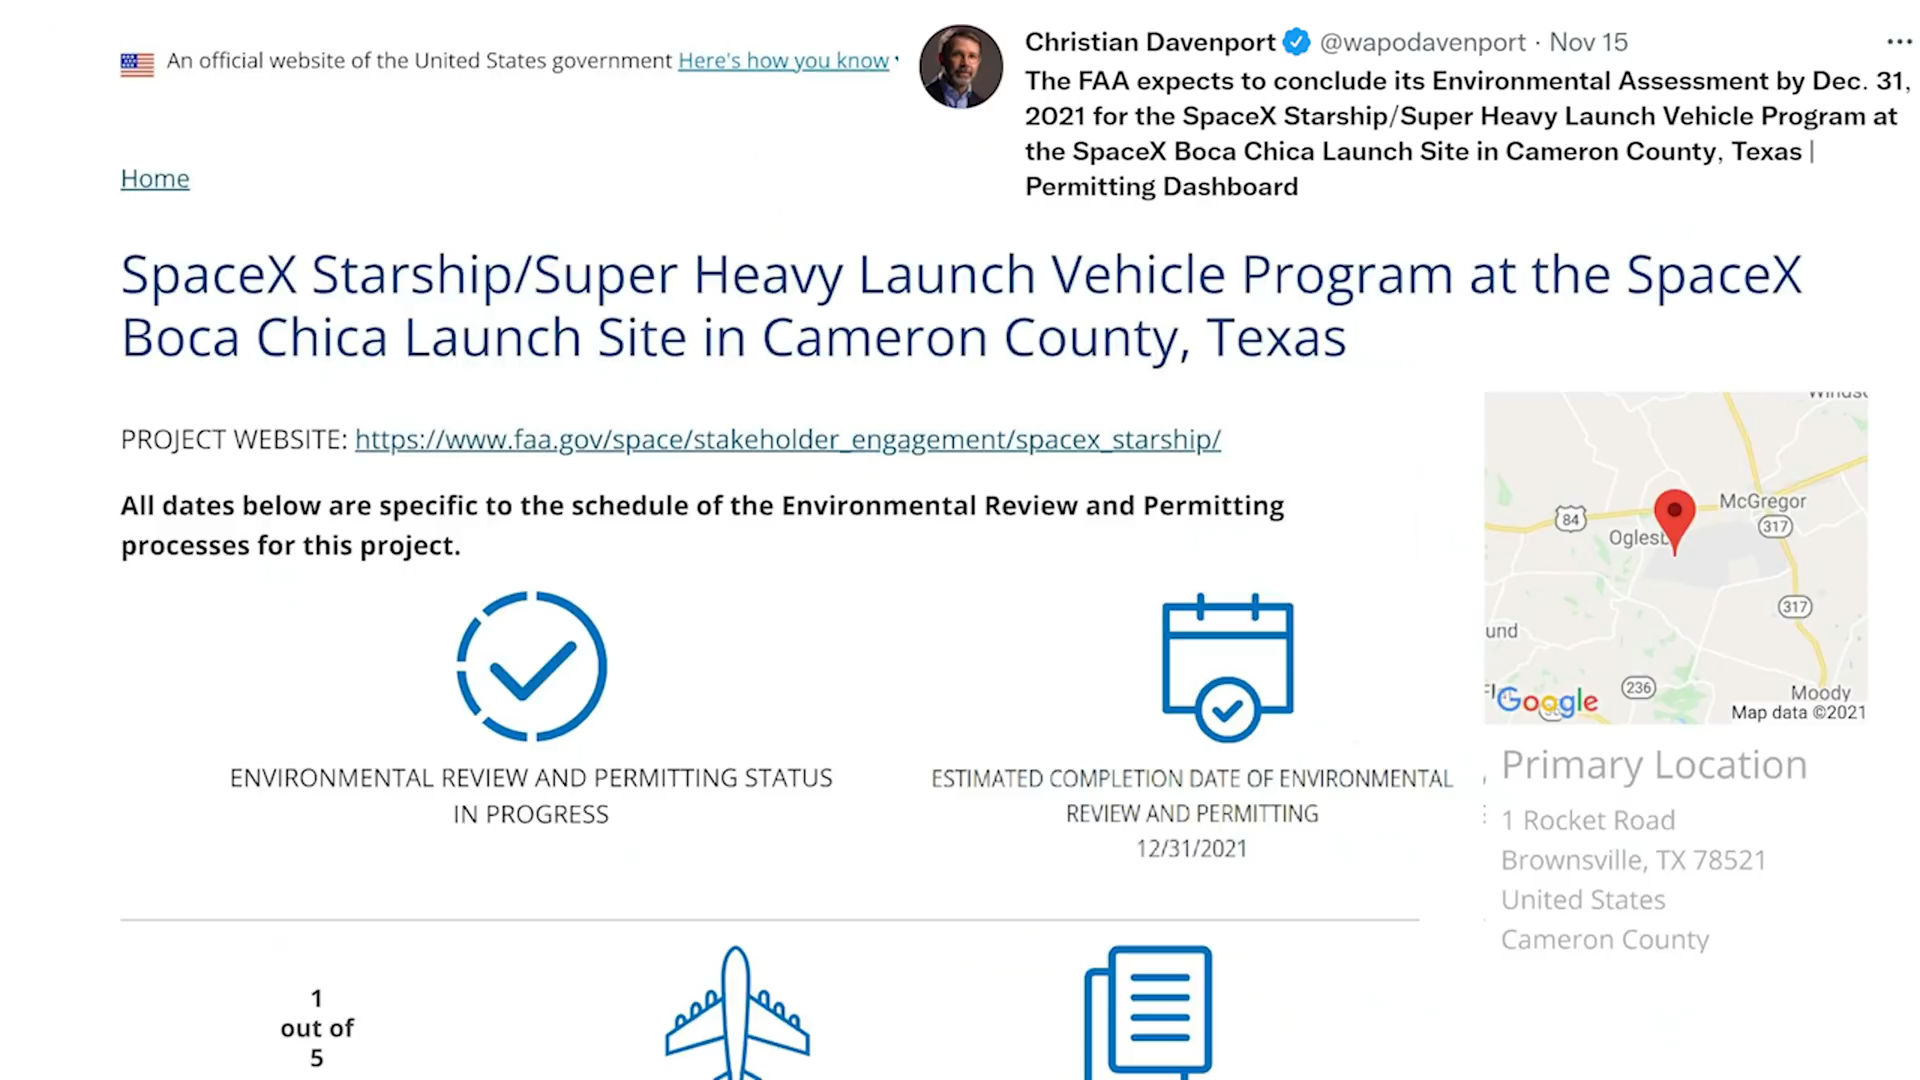 An official website of the United States government Here's how you know
Christian Davenport @wapodavenport · Nov 15
The FAA expects to conclude its Environmental Assessment by Dec. 31,
2021 for the SpaceX Starship/Super Heavy Launch Vehicle Program at
the SpaceX Boca Chica Launch Site in Cameron County, Texas |
Permitting Dashboard
Home
SpaceX Starship/Super Heavy Launch Vehicle Program at the SpaceX
Boca Chica Launch Site in Cameron County, Texas
PROJECT WEBSITE: https://www.faa.gov/space/stakeholder_engagement/spacex_starship/
All dates below are specific to the schedule of the Environmental Review and Permitting
processes for this project.
McGregor
84
317
Oglesb
317
und
236
Moody
Google
Map data ©2021
ENVIRONMENTAL REVIEW AND PERMITTING STATUS
IN PROGRESS
ESTIMATED COMPLETION DATE OF ENVIRONMENTAL
REVIEW AND PERMITTING
12/31/2021
Primary Location
1 Rocket Road
Brownsville, TX 78521
United States
Cameron County
1
out of
5